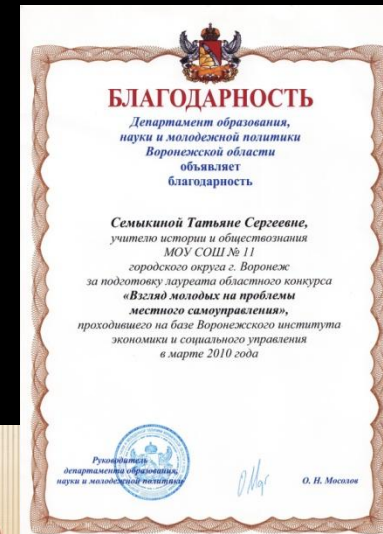 БЛАГОДАРНОСТЬ
Департамент образования,
науки и молодежной политики
Воронежской области
объявляет
благодарность
Семыкиной Татьяне Сергеевне,
учителю истории и обществознания
МОУ СОШ № 11
городского округа г. Воронеж
за подготовку лауреата областного конкурса
«Взгляд молодых на проблемы
местного самоуправления»,
проходившего на базе Воронежского института
экономики и социального управления
в марте 2010 года
Руководитель
департамента образования,
науки и молодежной политики
О. Н. Мосолов